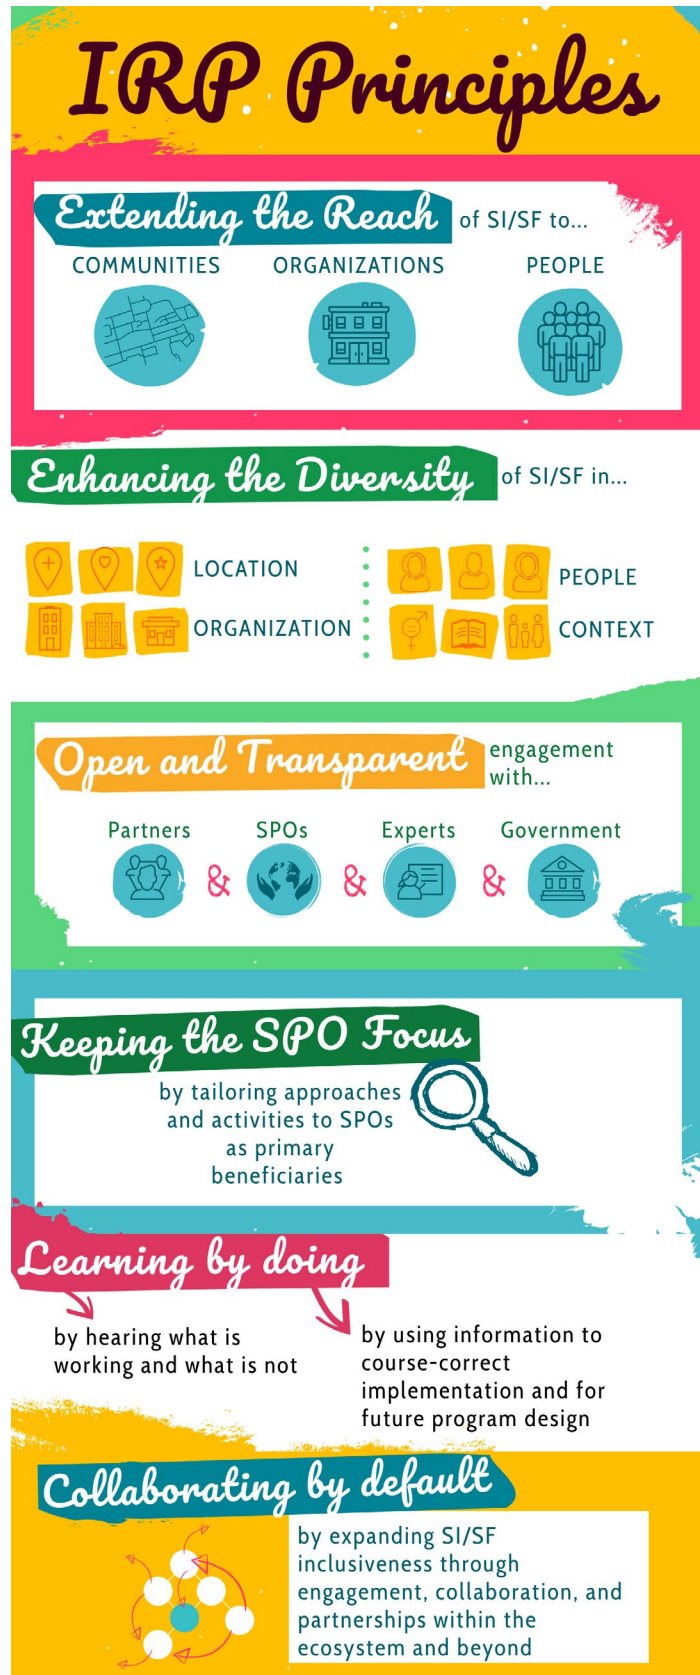 IRP Principles
Extending the Reach of SI/SF to...
COMMUNITIES ORGANIZATIONS PEOPLE
Enhancing the Diversity of SI/SF in...
LOCATION
ORGANIZATION
PEOPLE
CONTEXT
Open and Transparent engagement
with...
Partners SPOs Experts Government
& & &
Keeping the SPO Focus
by tailoring approaches
and activities to SPOs
as primary
beneficiaries
Learning by doing
by hearing what is
working and what is not
by using information to
course-correct
implementation and for
future program design
Collaborating by default
by expanding SI/SF
inclusiveness through
engagement, collaboration, and
partnerships within the
ecosystem and beyond